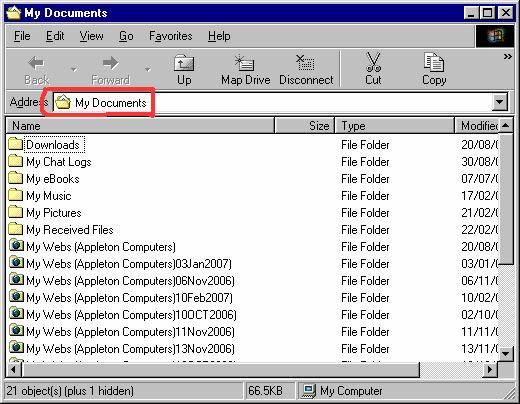 My Documents
File Edit View Go Favorites Help
Back Forward Up Map Drive Disconnect Cut Copy »
Address My Documents
Name Size Type Modified
Downloads File Folder 20/08/0
My Chat Logs File Folder 30/08/0
My eBooks File Folder 07/07/
My Music File Folder 17/02/0
My Pictures File Folder 21/02/
My Received Files File Folder 22/02/
My Webs (Appleton Computers) File Folder 20/08/
My Webs (Appleton Computers)03Jan2007) File Folder 03/01/
My Webs (Appleton Computers)06Nov2006) File Folder 06/11/
My Webs (Appleton Computers)10Feb2007) File Folder 10/02/
My Webs (Appleton Computers)10OCT2006) File Folder 02/10/
My Webs (Appleton Computers)11Nov2006) File Folder 11/11/
My Webs (Appleton Computers)13Nov2006) File Folder 13/11/
21 object(s) (plus 1 hidden) 66.5KB My Computer